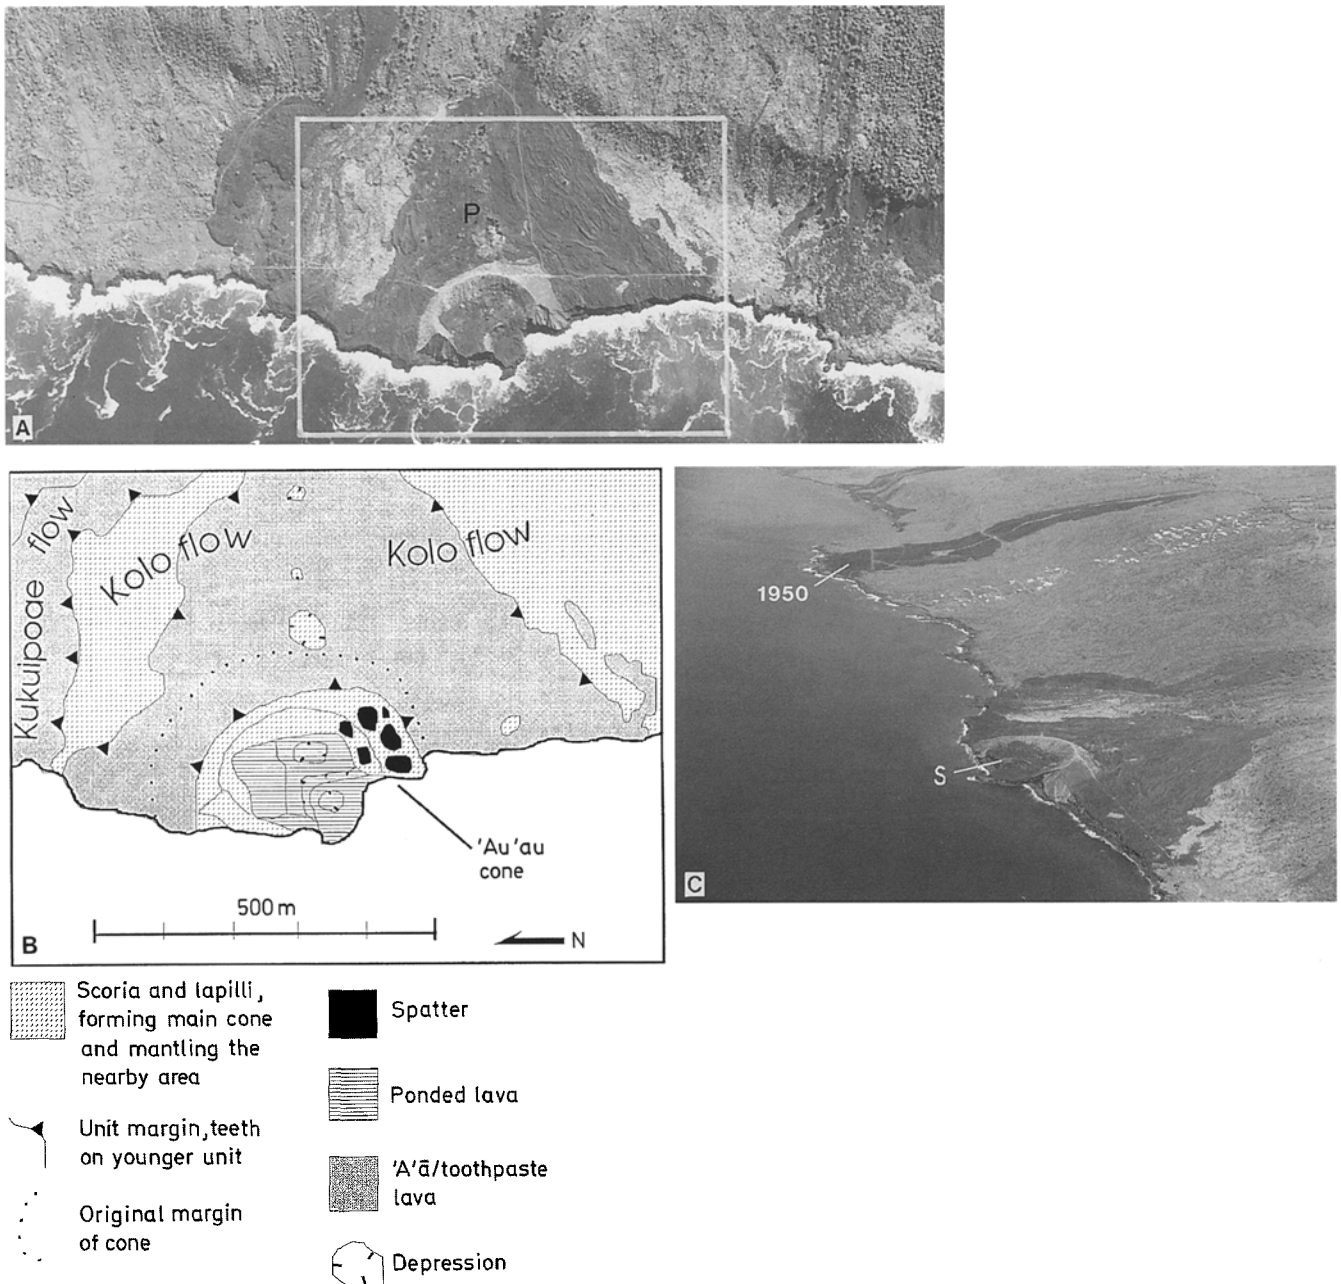 P
A
Kukuipoae flow
Kolo flow
Kolo flow
'Au'au
cone
500 m
N
B
1950
S
C
Scoria and lapilli,
forming main cone
and mantling the
nearby area
Unit margin, teeth
on younger unit
Original margin
of cone
Spatter
Ponded lava
'A'ā/toothpaste
lava
Depression